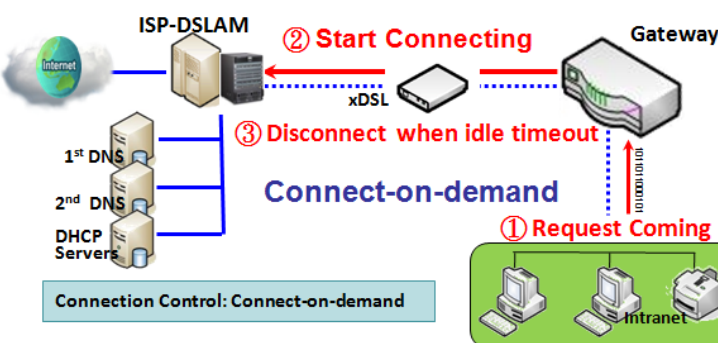 ISP-DSLAM
② Start Connecting
Gateway
Internet
xDSL
③ Disconnect when idle timeout
1st DNS
101101000101
2nd DNS
Connect-on-demand
① Request Coming
DHCP
Servers
Connection Control: Connect-on-demand
Intranet